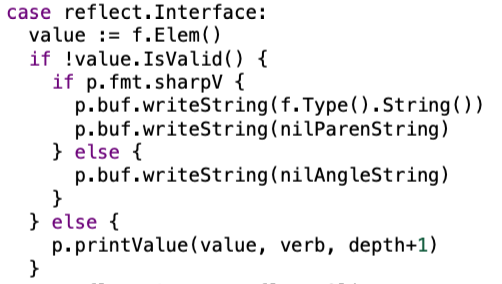 case reflect.Interface:
  value := f.Elem()
  if !value.IsValid() {
    if p.fmt.sharpV {
      p.buf.writeString(f.Type().String())
      p.buf.writeString(nilParenString)
    } else {
      p.buf.writeString(nilAngleString)
    }
  } else {
    p.printValue(value, verb, depth+1)
  }